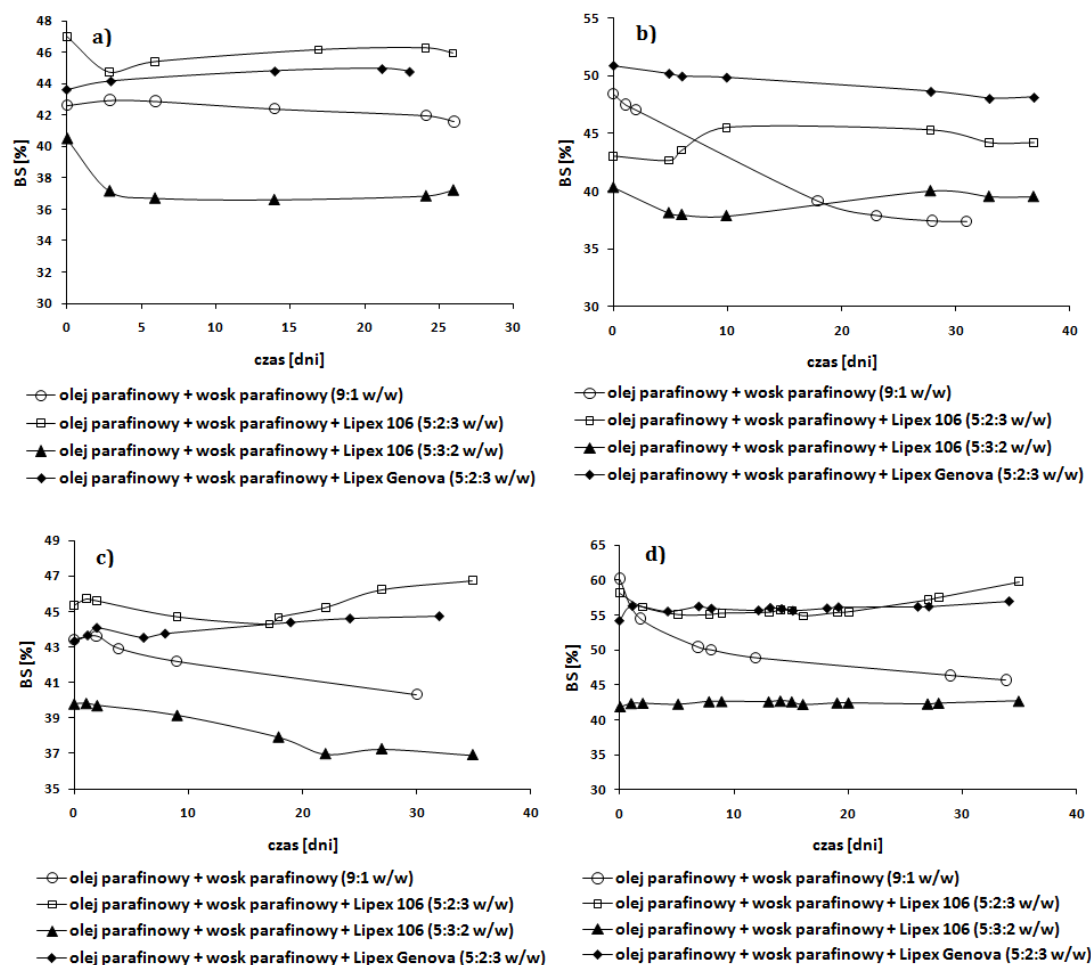 a)
48
46
44
42
40
38
36
34
32
30
BS [%]
0 5 10 15 20 25 30
czas [dni]
olej parafinowy + wosk parafinowy (9:1 w/w)
olej parafinowy + wosk parafinowy + Lipex 106 (5:2:3 w/w)
olej parafinowy + wosk parafinowy + Lipex 106 (5:3:2 w/w)
olej parafinowy + wosk parafinowy + Lipex Genova (5:2:3 w/w)
b)
55
50
45
40
35
30
BS [%]
0 10 20 30 40
czas [dni]
olej parafinowy + wosk parafinowy (9:1 w/w)
olej parafinowy + wosk parafinowy + Lipex 106 (5:2:3 w/w)
olej parafinowy + wosk parafinowy + Lipex 106 (5:3:2 w/w)
olej parafinowy + wosk parafinowy + Lipex Genova (5:2:3 w/w)
c)
49
47
45
43
41
39
37
35
BS [%]
0 10 20 30 40
czas [dni]
olej parafinowy + wosk parafinowy (9:1 w/w)
olej parafinowy + wosk parafinowy + Lipex 106 (5:2:3 w/w)
olej parafinowy + wosk parafinowy + Lipex 106 (5:3:2 w/w)
olej parafinowy + wosk parafinowy + Lipex Genova (5:2:3 w/w)
d)
65
60
55
50
45
40
35
30
BS [%]
0 10 20 30 40
czas [dni]
olej parafinowy + wosk parafinowy (9:1 w/w)
olej parafinowy + wosk parafinowy + Lipex 106 (5:2:3 w/w)
olej parafinowy + wosk parafinowy + Lipex 106 (5:3:2 w/w)
olej parafinowy + wosk parafinowy + Lipex Genova (5:2:3 w/w)